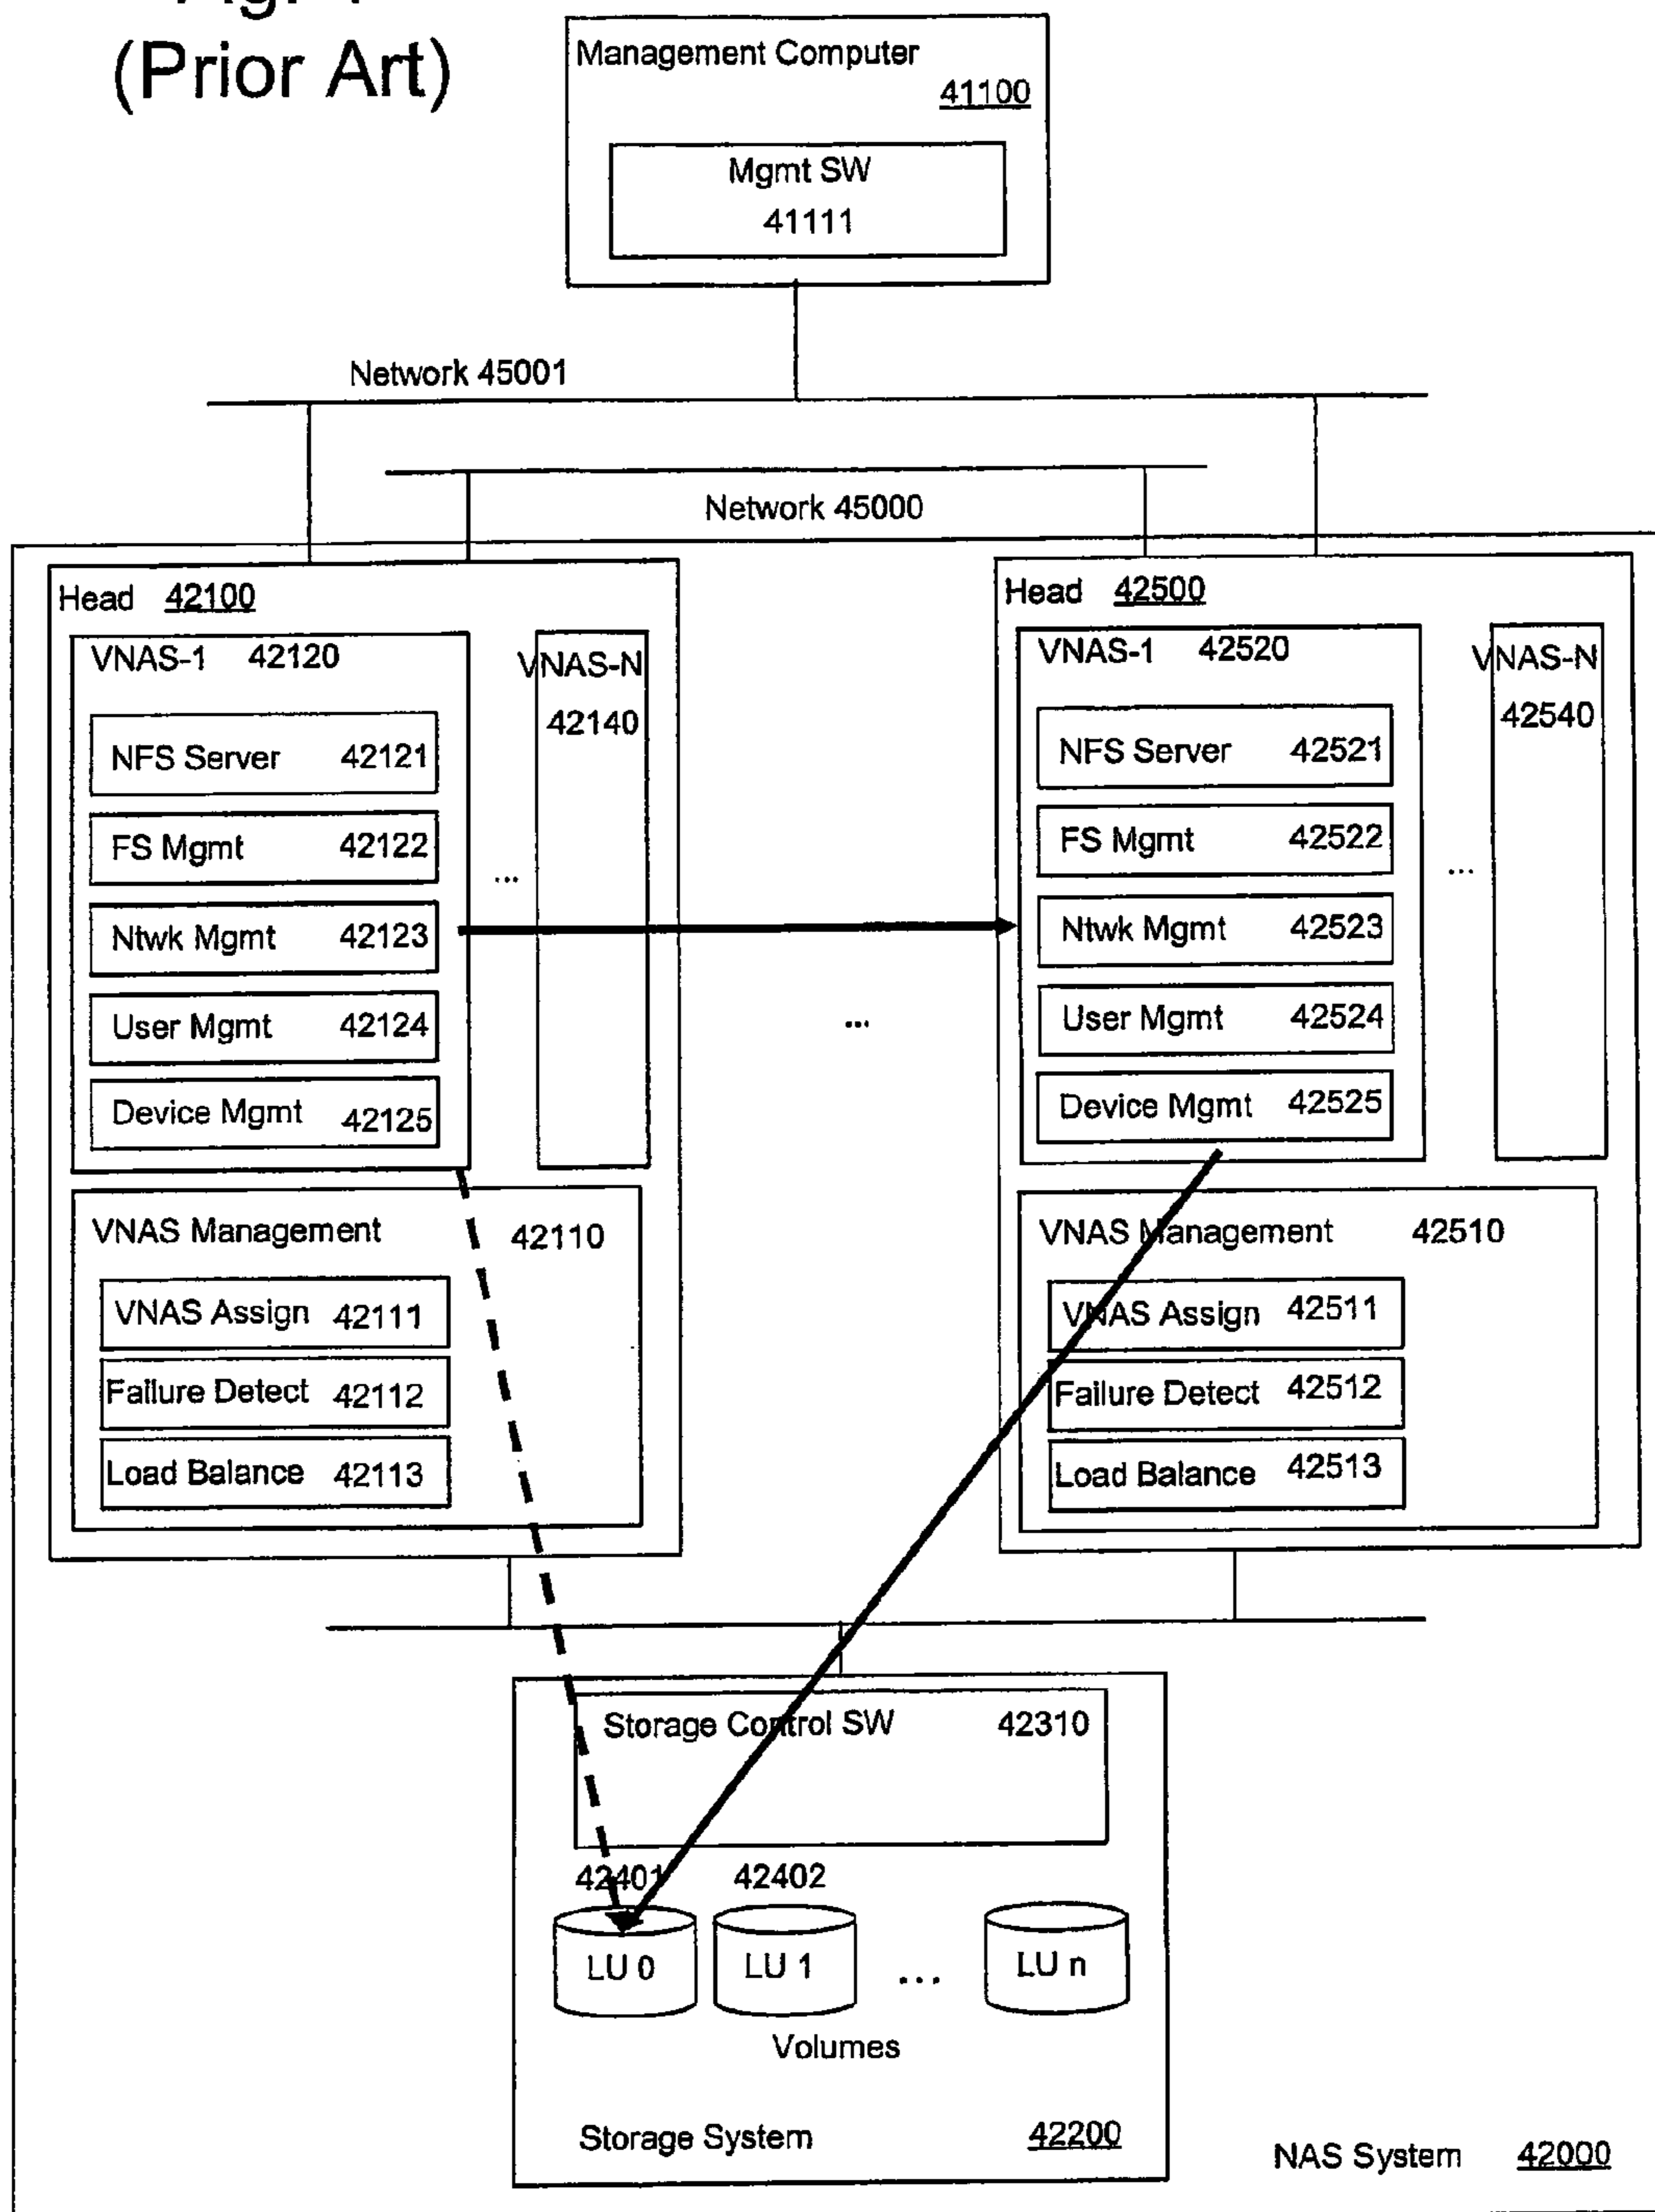 (Prior Art)
Management Computer
41100
Mgmt SW
41111
Network 45001
Network 45000
Head 42100
VNAS-1 42120
NFS Server 42121
FS Mgmt 42122
Ntwk Mgmt 42123
User Mgmt 42124
Device Mgmt 42125
...
VNAS-N
42140
VNAS Management 42110
VNAS Assign 42111
Failure Detect 42112
Load Balance 42113
...
Head 42500
VNAS-1 42520
NFS Server 42521
FS Mgmt 42522
Ntwk Mgmt 42523
User Mgmt 42524
Device Mgmt 42525
...
VNAS-N
42540
VNAS Management 42510
VNAS Assign 42511
Failure Detect 42512
Load Balance 42513
Storage Control SW 42310
42401 42402
LU 0 LU 1 ... LU n
Volumes
Storage System 42200
NAS System 42000